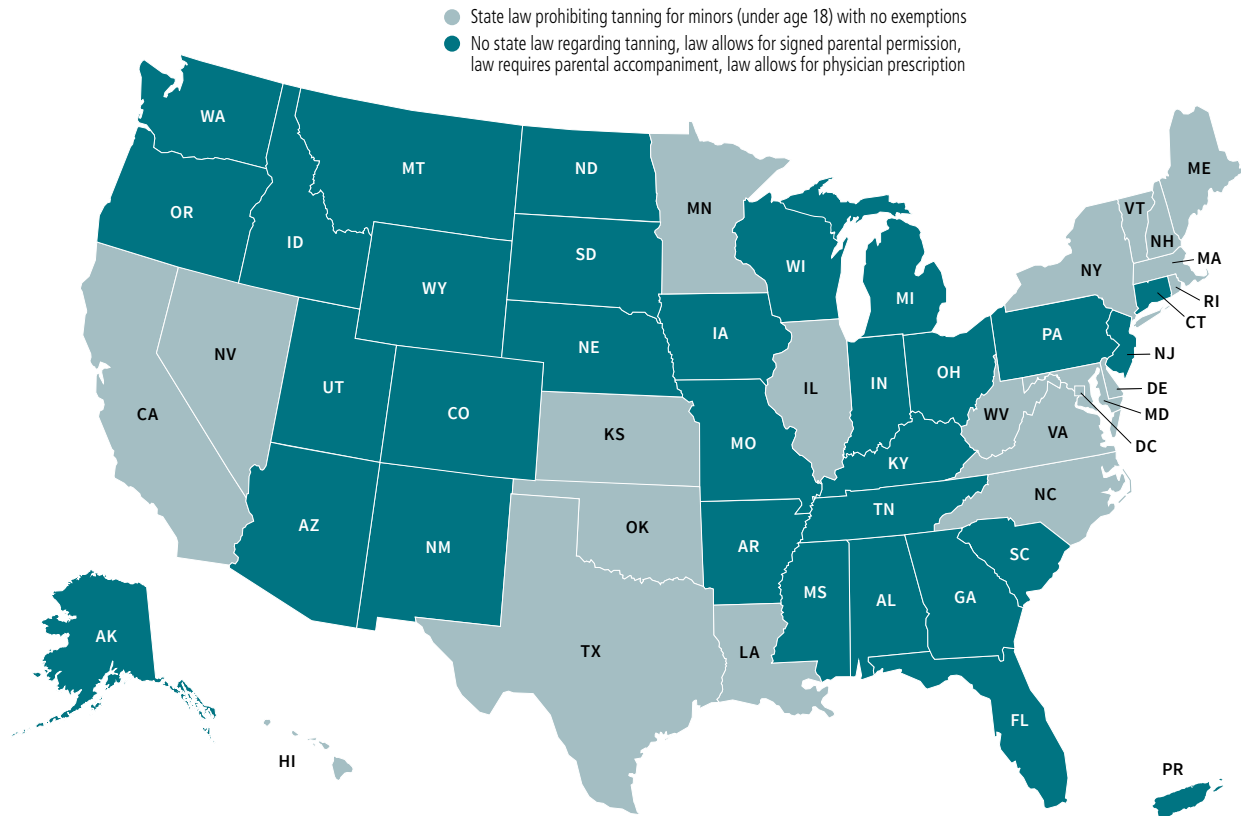 State law prohibiting tanning for minors (under age 18) with no exemptions
No state law regarding tanning, law allows for signed parental permission,
law requires parental accompaniment, law allows for physician prescription
WA
MT
ND
MN
ME
VT
NH
OR
ID
SD
WI
NY
MA
WY
MI
RI
CT
IA
PA
NV
NE
NJ
UT
CO
IL
IN
OH
DE
CA
WV
MD
KS
MO
VA
DC
KY
NC
AZ
NM
OK
TN
AR
SC
MS
AL
GA
AK
TX
LA
FL
HI
PR